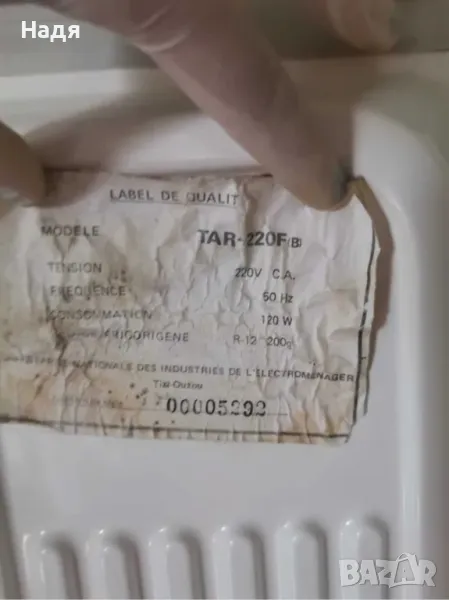 Надя
LABEL DE QUALIT
MODELE TAR-220F(B)
TENSION 220V C.A.
FREQUENCE 50 Hz
CONSOMMATION 120 W
FRIGORIGENE R-12 200g
NATIONALE DES INDUSTRIES DE L'ELECTROMENAGER
Tizi-Ouzou
00005292
BAZAR